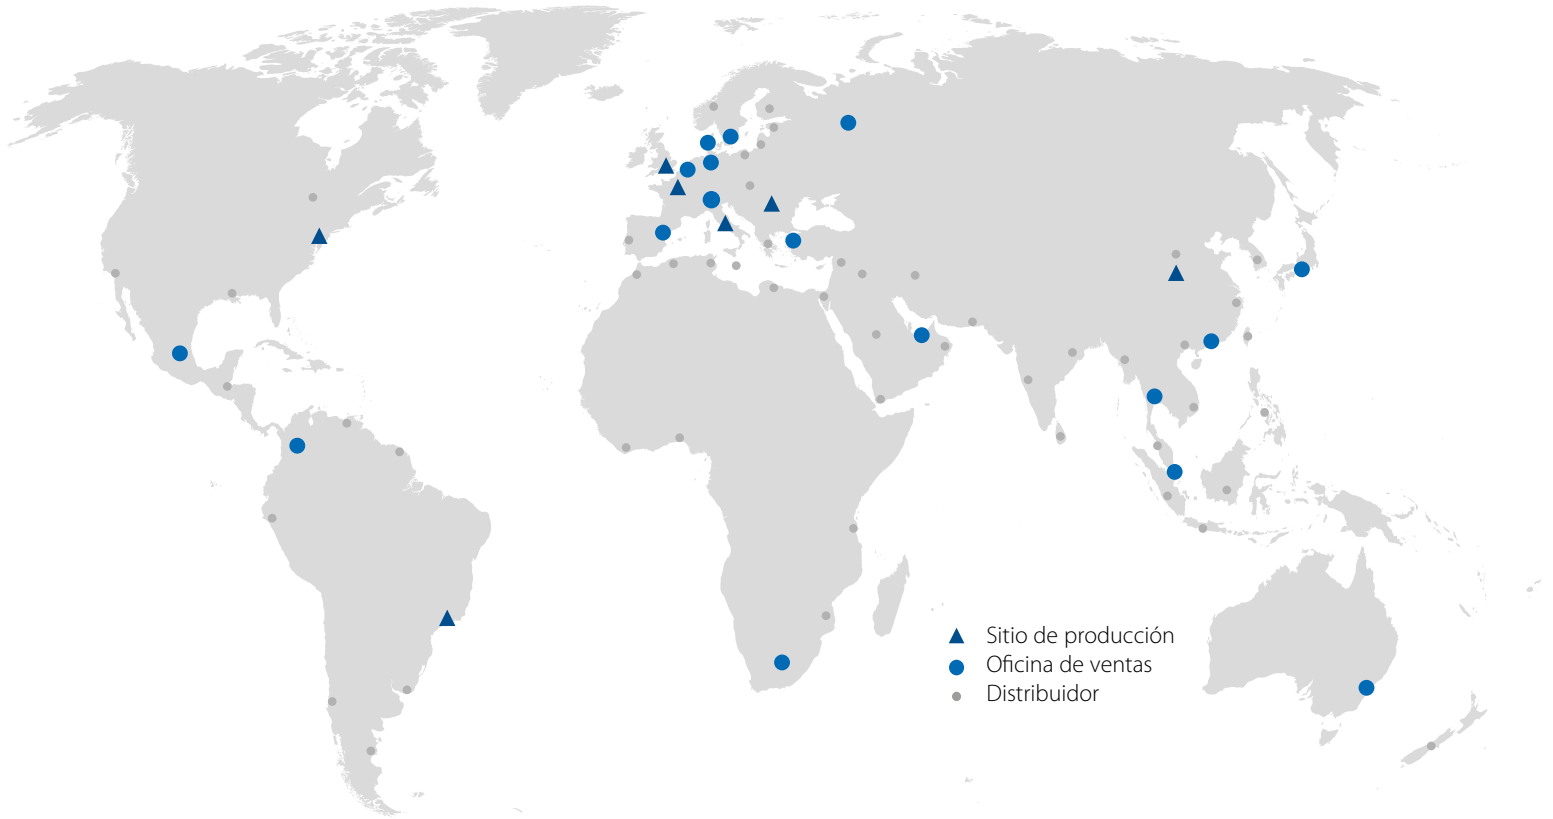 Sitio de producción
Oficina de ventas
Distribuidor